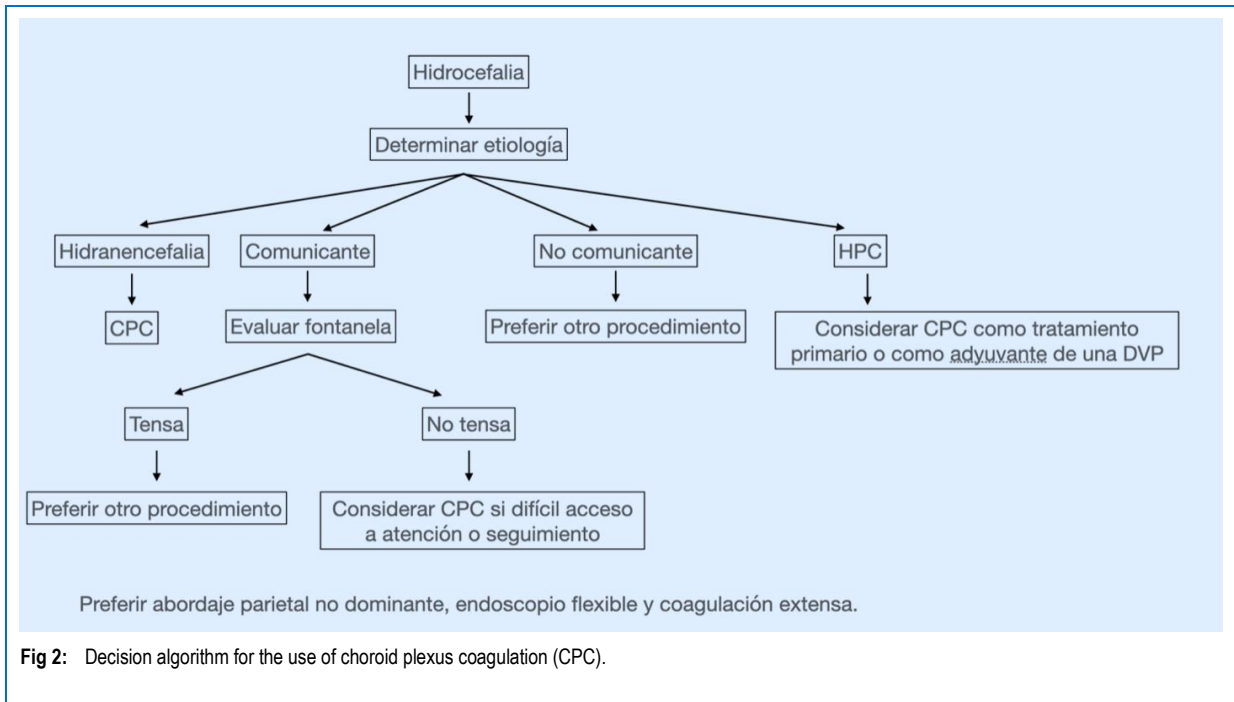 Hidrocefalia
Determinar etiología
Hidranencefalia
Comunicante
No comunicante
HPC
CPC
Evaluar fontanela
Preferir otro procedimiento
Considerar CPC como tratamiento
primario o como adyuvante de una DVP
Tensa
No tensa
Preferir otro procedimiento
Considerar CPC si difícil acceso
a atención o seguimiento
Preferir abordaje parietal no dominante, endoscopio flexible y coagulación extensa.
Fig 2: Decision algorithm for the use of choroid plexus coagulation (CPC).